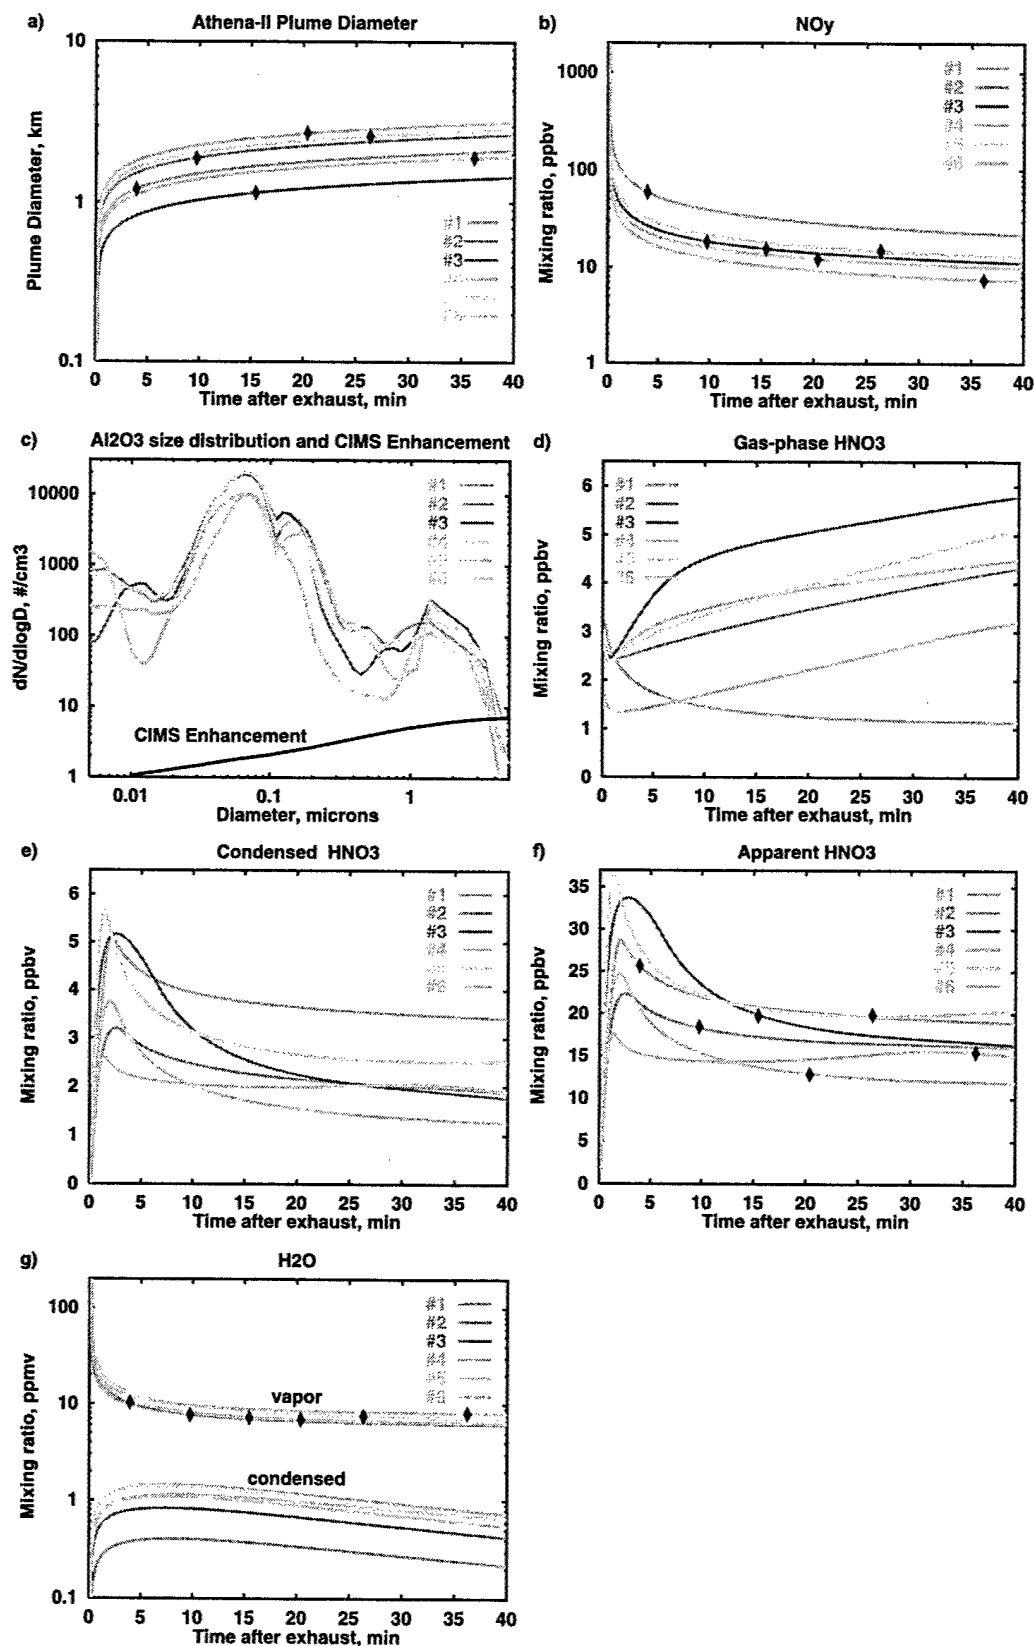 a) Athena-II Plume Diameter
10
1
0.1
Plume Diameter, km
#1
#2
#3
0 5 10 15 20 25 30 35 40
Time after exhaust, min
b) NOy
1000
100
10
1
Mixing ratio, ppbv
#1
#2
#3
0 5 10 15 20 25 30 35 40
Time after exhaust, min
c) Al2O3 size distribution and CIMS Enhancement
10000
1000
100
10
1
dN/dlogD, #/cm3
#1
#2
#3
CIMS Enhancement
0.01 0.1 1
Diameter, microns
d) Gas-phase HNO3
6
5
4
3
2
1
0
Mixing ratio, ppbv
#1
#2
#3
#4
0 5 10 15 20 25 30 35 40
Time after exhaust, min
e) Condensed HNO3
6
5
4
3
2
1
0
Mixing ratio, ppbv
#1
#2
#3
#4
0 5 10 15 20 25 30 35 40
Time after exhaust, min
f) Apparent HNO3
35
30
25
20
15
10
5
0
Mixing ratio, ppbv
#1
#2
#3
#4
0 5 10 15 20 25 30 35 40
Time after exhaust, min
g) H2O
100
10
1
0.1
Mixing ratio, ppmv
#1
#2
#3
#4
vapor
condensed
0 5 10 15 20 25 30 35 40
Time after exhaust, min